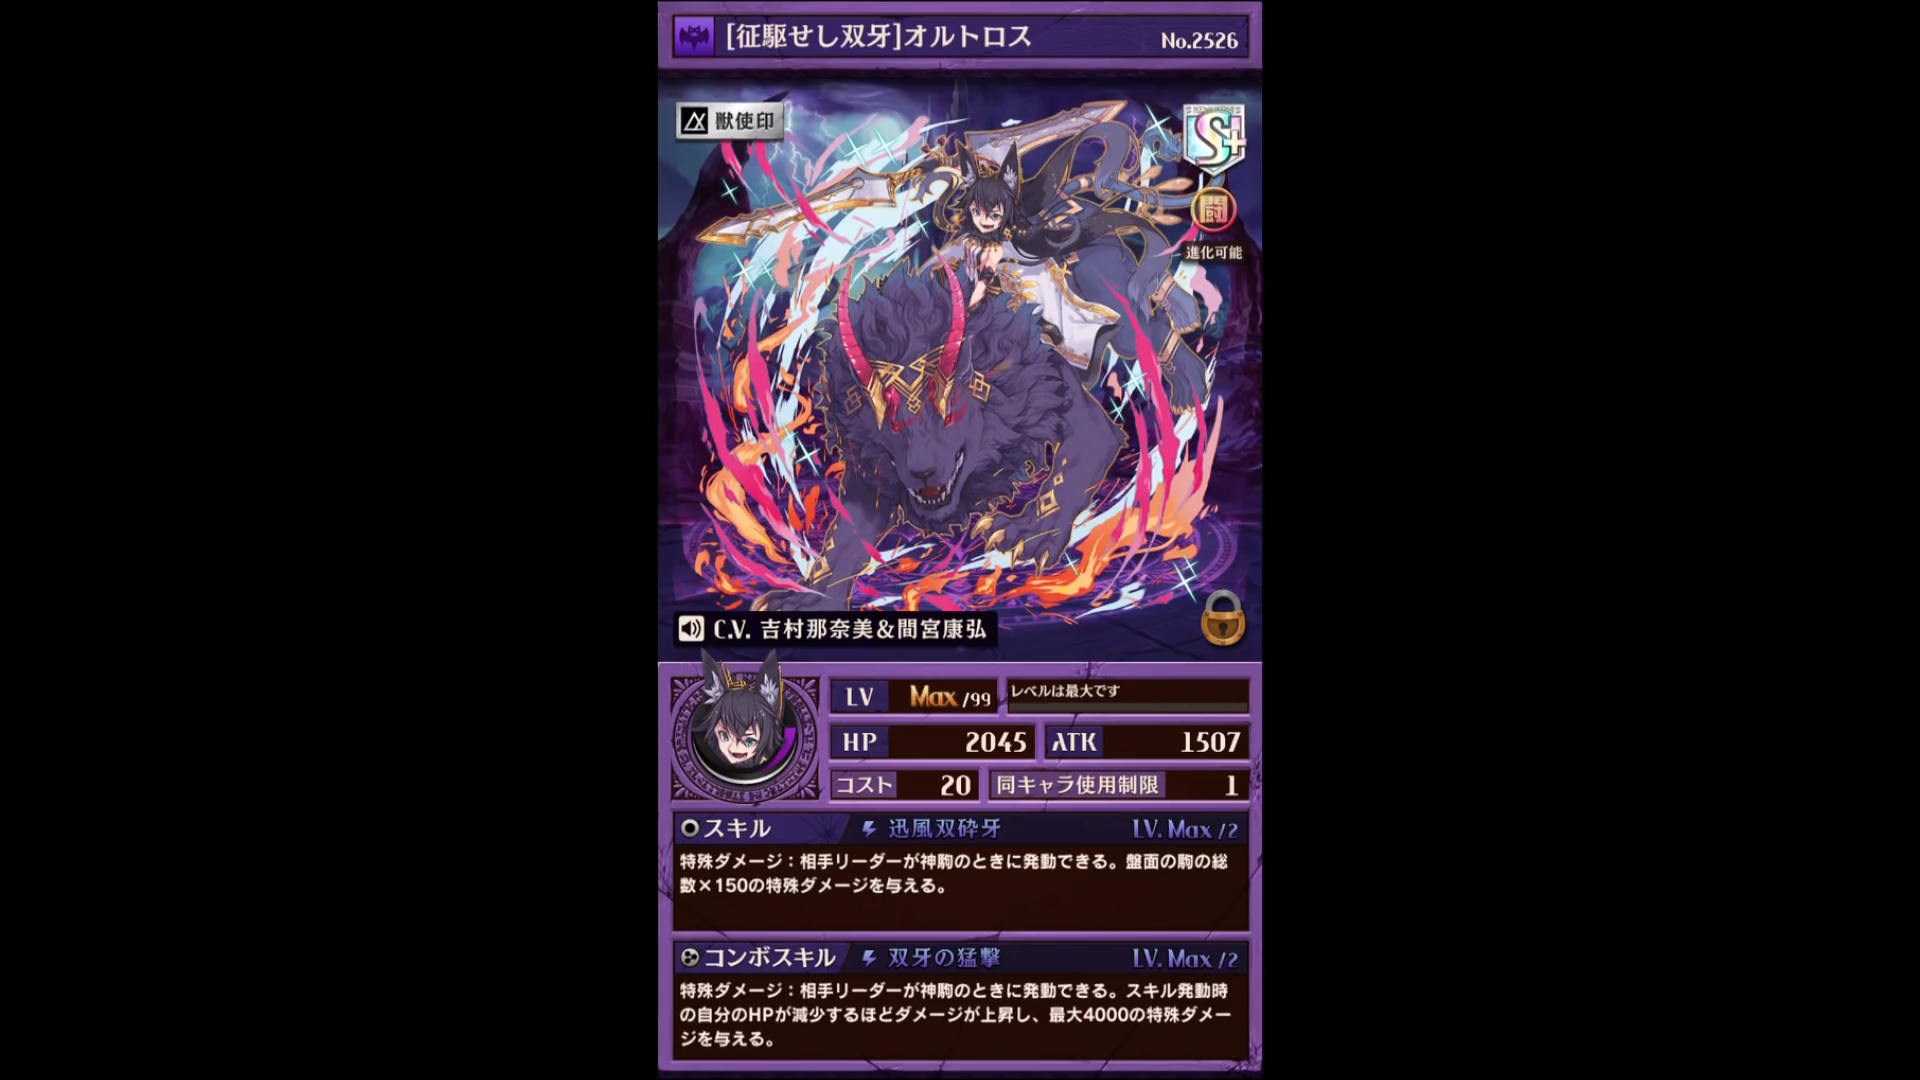 [征駆せし双牙]オルトロス
No.2526
獣使印
S+
闘
進化可能
C.V. 吉村那奈美&間宮康弘
LV Max /99
レベルは最大です
HP 2045
ATK 1507
コスト 20
同キャラ使用制限 1
スキル 迅風双砕牙 LV. Max /2
特殊ダメージ：相手リーダーが神駒のときに発動できる。盤面の駒の総
数×150の特殊ダメージを与える。
コンボスキル 双牙の猛撃 LV. Max /2
特殊ダメージ：相手リーダーが神駒のときに発動できる。スキル発動時
の自分のHPが減少するほどダメージが上昇し、最大4000の特殊ダメー
ジを与える。